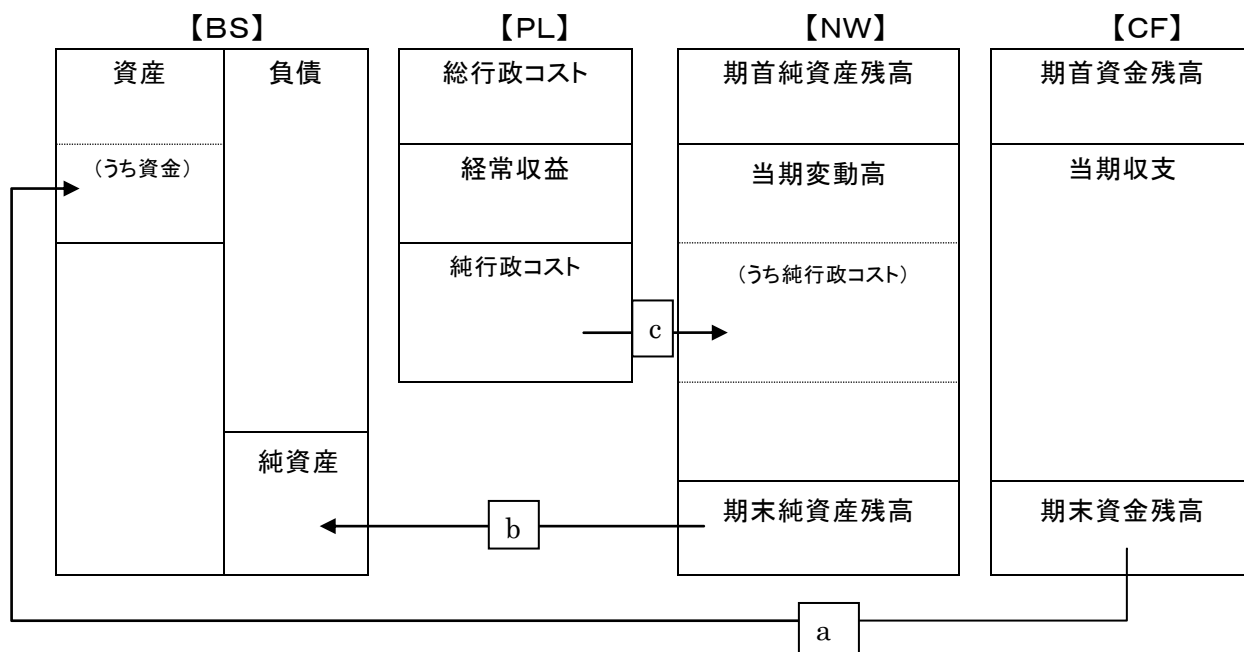 【BS】
資産
負債
(うち資金)
純資産
【PL】
総行政コスト
経常収益
純行政コスト
【NW】
期首純資産残高
当期変動高
(うち純行政コスト)
期末純資産残高
【CF】
期首資金残高
当期収支
期末資金残高
c
b
a